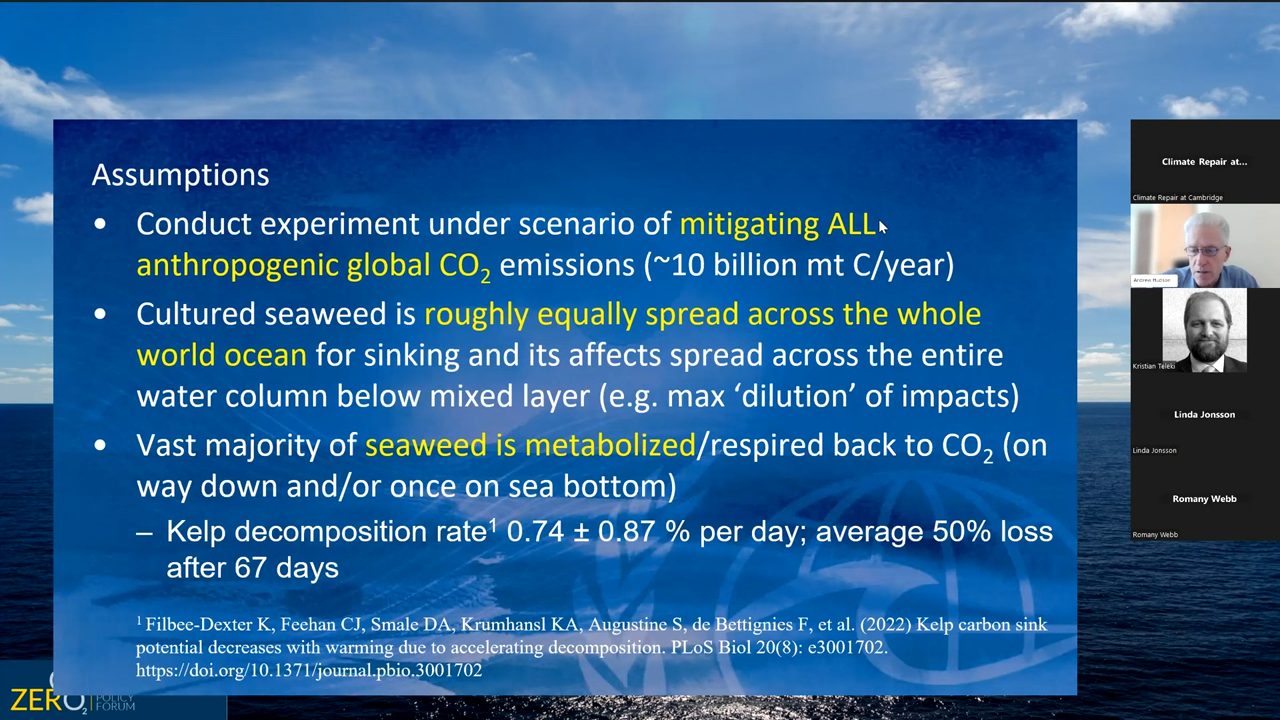 Assumptions
• Conduct experiment under scenario of mitigating ALL
anthropogenic global CO₂ emissions (~10 billion mt C/year)
• Cultured seaweed is roughly equally spread across the whole
world ocean for sinking and its affects spread across the entire
water column below mixed layer (e.g. max ‘dilution’ of impacts)
• Vast majority of seaweed is metabolized/respired back to CO₂ (on
way down and/or once on sea bottom)
– Kelp decomposition rate¹ 0.74 ± 0.87 % per day; average 50% loss
after 67 days
¹ Filbee-Dexter K, Feehan CJ, Smale DA, Krumhansl KA, Augustine S, de Bettignies F, et al. (2022) Kelp carbon sink
potential decreases with warming due to accelerating decomposition. PLoS Biol 20(8): e3001702.
https://doi.org/10.1371/journal.pbio.3001702
Climate Repair at...
Climate Repair at Cambridge
Andrew Hudson
Kristian Teleki
Linda Jonsson
Linda Jonsson
Romany Webb
Romany Webb
ZERO₂
POLICY
FORUM